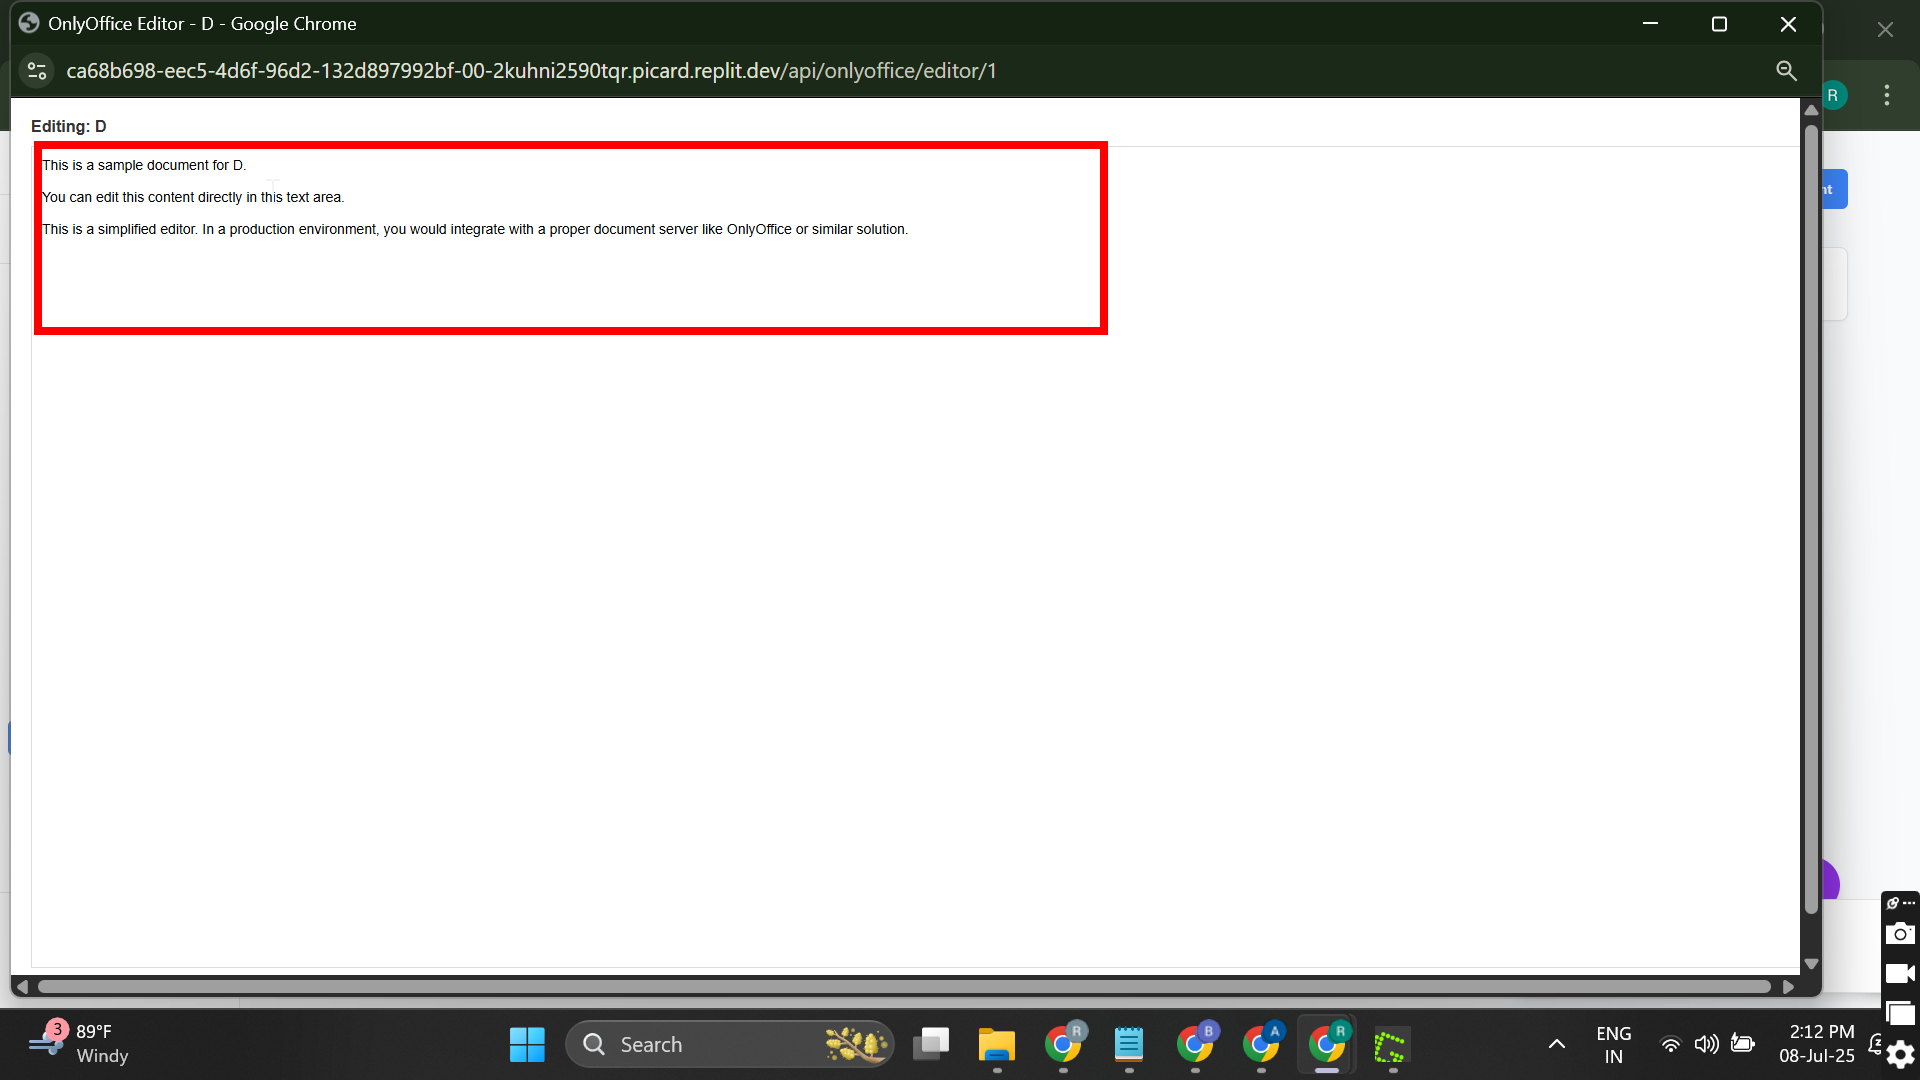 OnlyOffice Editor - D - Google Chrome
ca68b698-eec5-4d6f-96d2-132d897992bf-00-2kuhni2590tqr.picard.replit.dev/api/onlyoffice/editor/1
R
Editing: D
This is a sample document for D.
nt
You can edit this content directly in this text area.
This is a simplified editor. In a production environment, you would integrate with a proper document server like OnlyOffice or similar solution.
3
89°F
Windy
Search
R
B
A
R
ENG
IN
2:12 PM
08-Jul-25